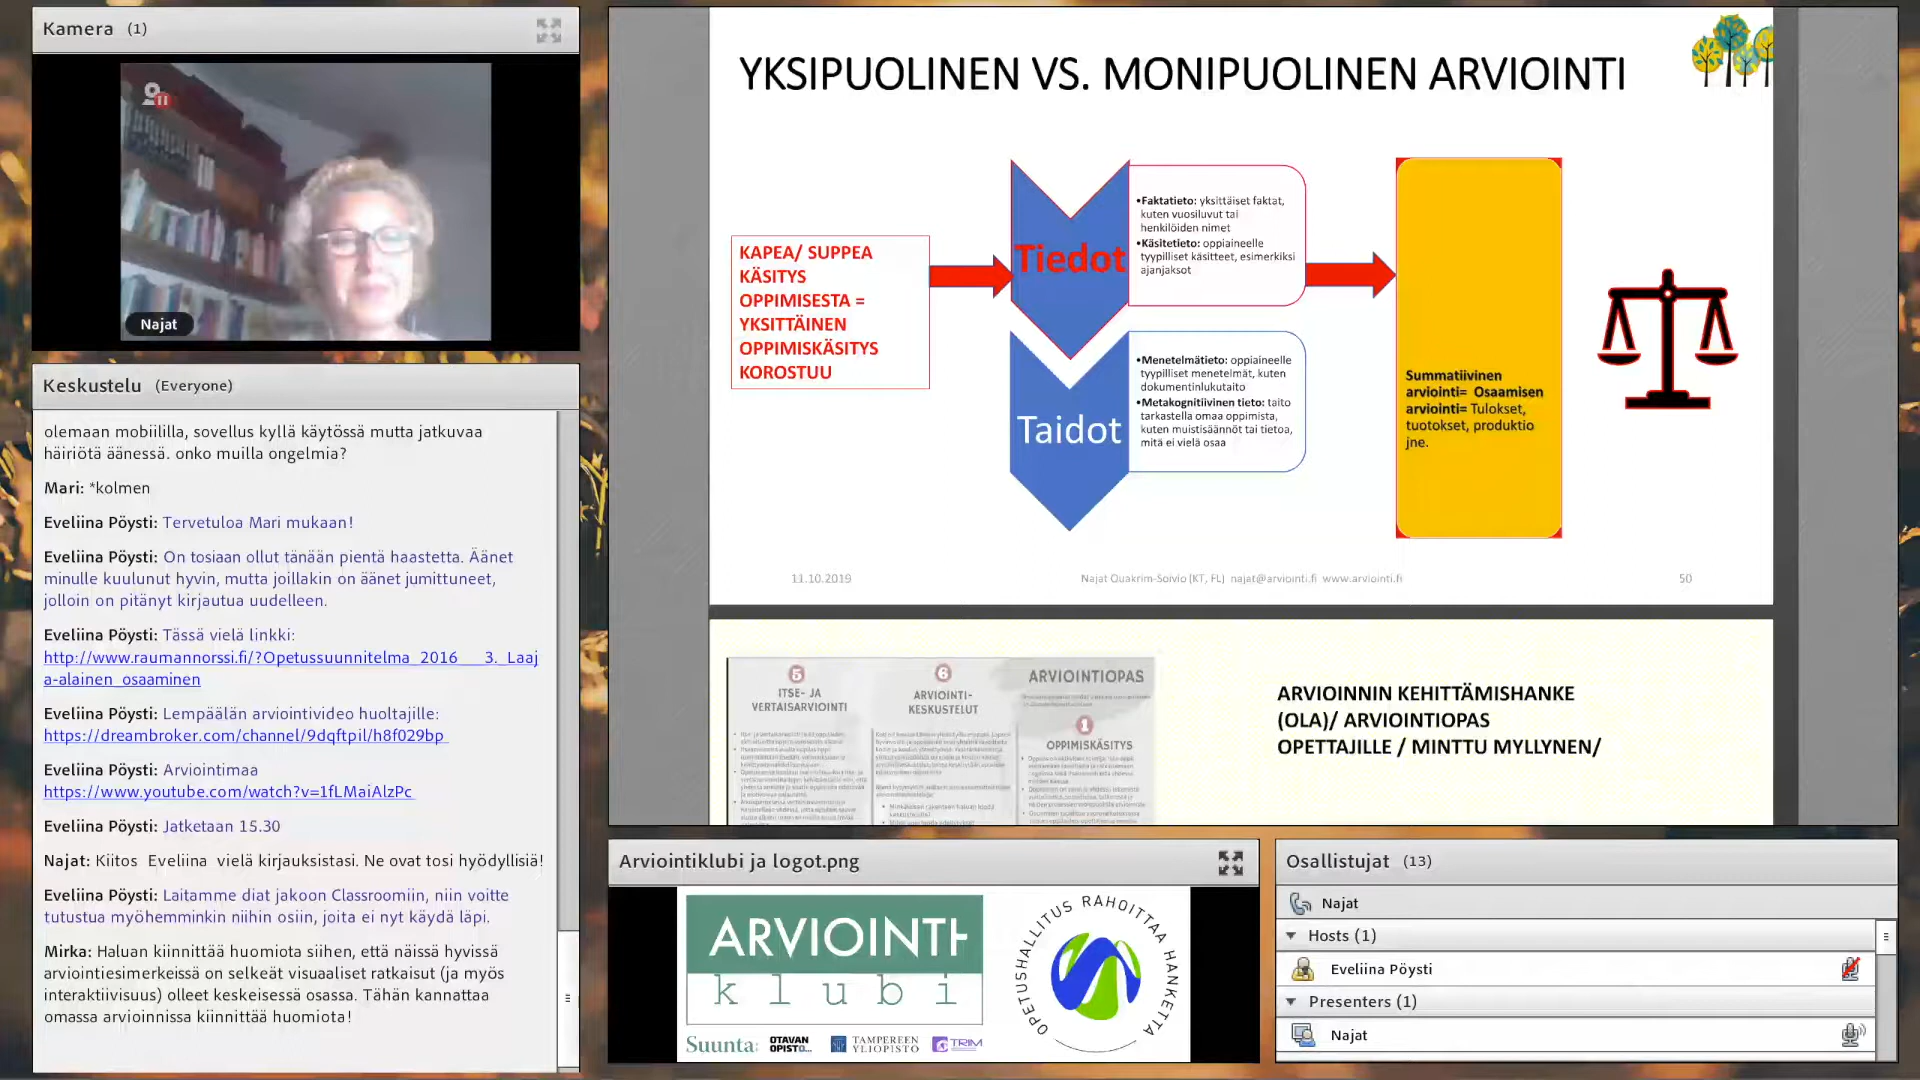 Kamera (1)
Najat
Keskustelu (Everyone)
olemaan mobiililla, sovellus kyllä käytössä mutta jatkuvaa
häiriötä äänessä. onko muilla ongelmia?
Mari: *kolmen
Eveliina Pöysti: Tervetuloa Mari mukaan!
Eveliina Pöysti: On tosiaan ollut tänään pientä haastetta. Äänet
minulle kuulunut hyvin, mutta joillakin on äänet jumittuneet,
jolloin on pitänyt kirjautua uudelleen.
Eveliina Pöysti: Tässä vielä linkki:
http://www.raumannorssi.fi/?Opetussuunnitelma_2016___3._Laaj
a-alainen_osaaminen
Eveliina Pöysti: Lempäälän arviointivideo huoltajille:
https://dreambroker.com/channel/9dqftpil/h8f029bp
Eveliina Pöysti: Arviointimaa
https://www.youtube.com/watch?v=1fLMaiAlzPc
Eveliina Pöysti: Jatketaan 15.30
Najat: Kiitos Eveliina vielä kirjauksistasi. Ne ovat tosi hyödyllisiä!
Eveliina Pöysti: Laitamme diat jakoon Classroomiin, niin voitte
tutustua myöhemminkin niihin osiin, joita ei nyt käydä läpi.
Mirka: Haluan kiinnittää huomiota siihen, että näissä hyvissä
arviointiesimerkeissä on selkeät visuaaliset ratkaisut (ja myös
interaktiivisuus) olleet keskeisessä osassa. Tähän kannattaa
omassa arvioinnissa kiinnittää huomiota!
YKSIPUOLINEN VS. MONIPUOLINEN ARVIOINTI
KAPEA/ SUPPEA
KÄSITYS
OPPIMISESTA =
YKSITTÄINEN
OPPIMISKÄSITYS
KOROSTUU
Tiedot
•Faktatieto: yksittäiset faktat,
kuten vuosiluvut tai
henkilöiden nimet
•Käsitetieto: oppiaineelle
tyypilliset käsitteet, esimerkiksi
ajanjaksot
Taidot
•Menetelmätieto: oppiaineelle
tyypilliset menetelmät, kuten
dokumentinlukutaito
•Metakognitiivinen tieto: taito
tarkastella omaa oppimista,
kuten muistisäännöt tai tietoa,
mitä ei vielä osaa
Summatiivinen
arviointi= Osaamisen
arviointi= Tulokset,
tuotokset, produktio
jne.
11.10.2019
Najat Ouakrim-Soivio (KT, FL) najat@arviointi.fi www.arviointi.fi
50
5
ITSE- JA
VERTAISARVIOINTI
6
ARVIOINTI-
KESKUSTELUT
ARVIOINTIOPAS
1
OPPIMISKÄSITYS
ARVIOINNIN KEHITTÄMISHANKE
(OLA)/ ARVIOINTIOPAS
OPETTAJILLE / MINTTU MYLLYNEN/
Arviointiklubi ja logot.png
ARVIOINTI
klubi
Suunta:
OTAVAN
OPISTO
TAMPEREEN
YLIOPISTO
TRIM
OPETUSHALLITUS RAHOITTAA HANKETTA
Osallistujat (13)
Najat
Hosts (1)
Eveliina Pöysti
Presenters (1)
Najat